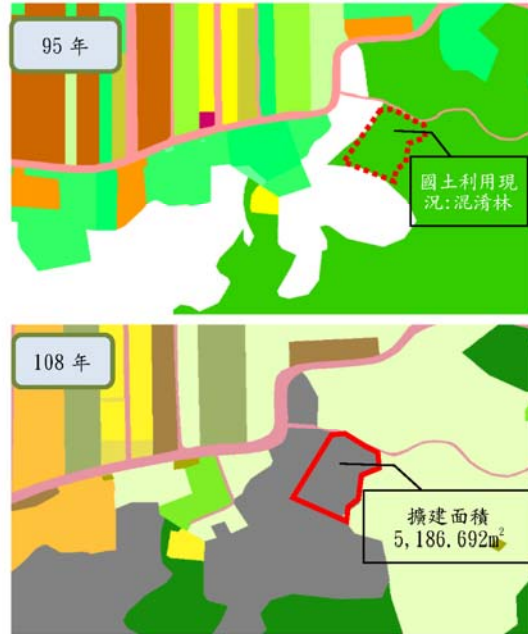 95 年
國土利用現
況:混淆林
108 年
擴建面積
5,186.692m²